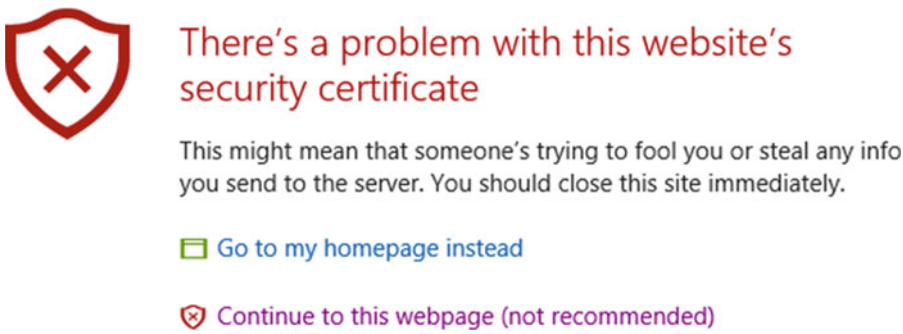 There’s a problem with this website’s
security certificate
This might mean that someone’s trying to fool you or steal any info
you send to the server. You should close this site immediately.
Go to my homepage instead
Continue to this webpage (not recommended)